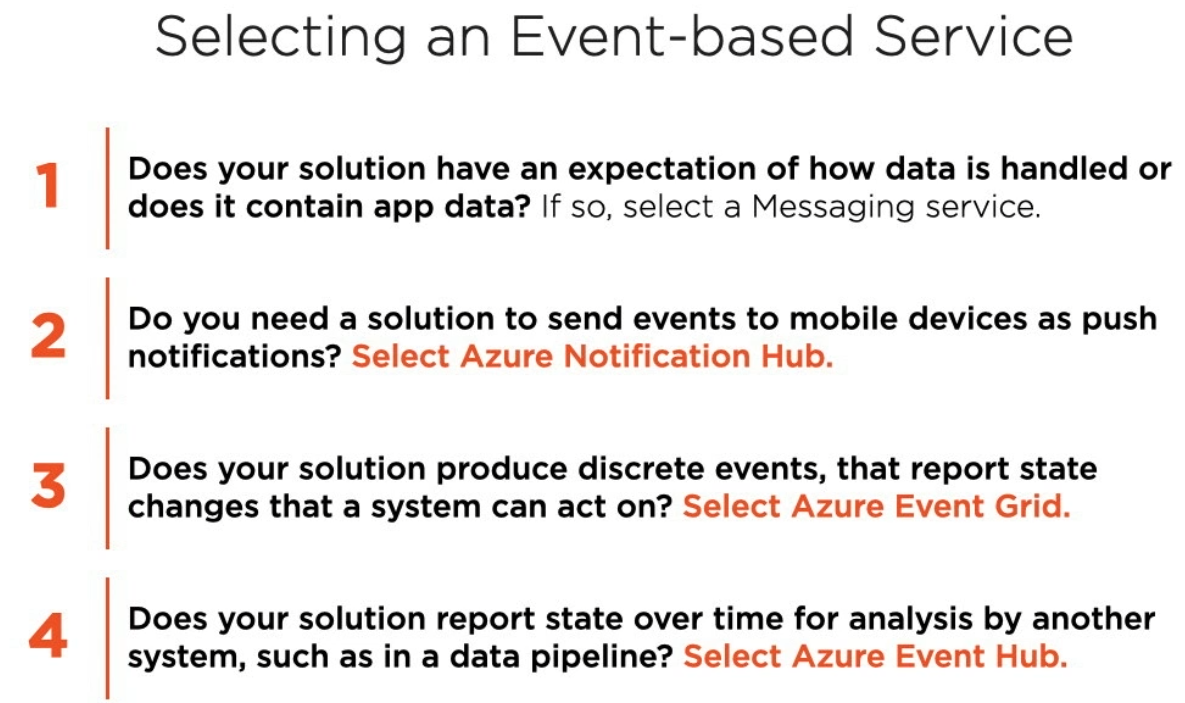 Selecting an Event-based Service
1
Does your solution have an expectation of how data is handled or
does it contain app data? If so, select a Messaging service.
2
Do you need a solution to send events to mobile devices as push
notifications? Select Azure Notification Hub.
3
Does your solution produce discrete events, that report state
changes that a system can act on? Select Azure Event Grid.
4
Does your solution report state over time for analysis by another
system, such as in a data pipeline? Select Azure Event Hub.